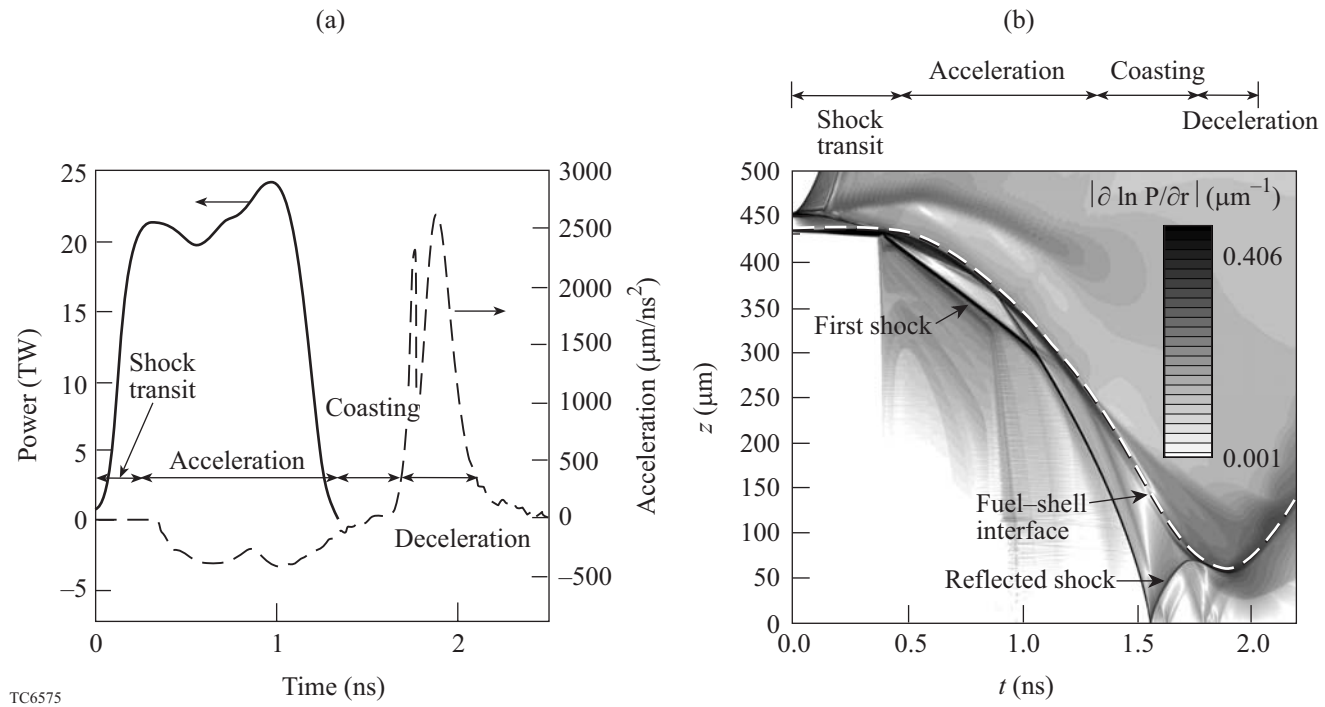 (a)
25
20
15
10
5
0
−5
Power (TW)
3000
2500
2000
1500
1000
500
0
−500
Acceleration (μm/ns²)
Shock
transit
Acceleration
Coasting
Deceleration
0
1
2
Time (ns)
TC6575
(b)
Acceleration
Coasting
Shock
transit
Deceleration
500
450
400
350
300
250
200
150
100
50
0
z (μm)
|∂ ln P/∂r| (μm⁻¹)
0.406
0.001
First shock
Fuel–shell
interface
Reflected shock
0.0
0.5
1.0
1.5
2.0
t (ns)